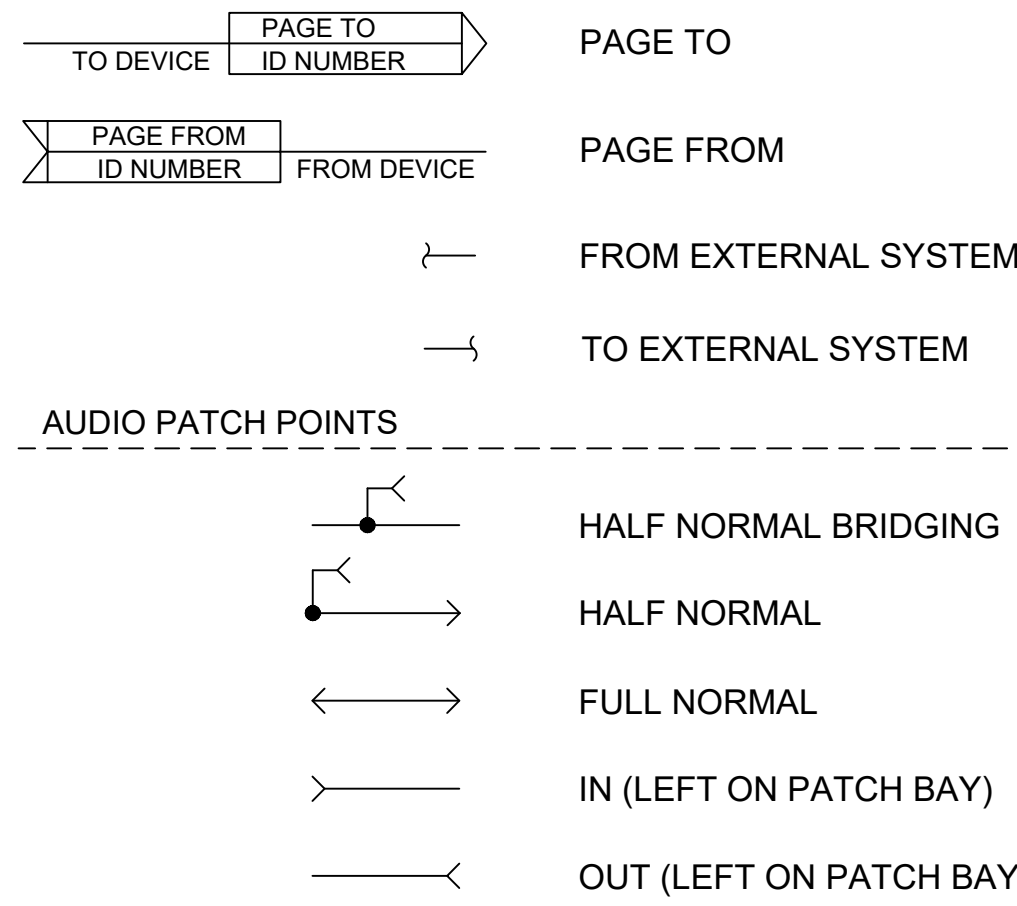 PAGE TO
TO DEVICE ID NUMBER
PAGE TO
PAGE FROM
ID NUMBER FROM DEVICE
PAGE FROM
FROM EXTERNAL SYSTEM
TO EXTERNAL SYSTEM
AUDIO PATCH POINTS
HALF NORMAL BRIDGING
HALF NORMAL
FULL NORMAL
IN (LEFT ON PATCH BAY)
OUT (LEFT ON PATCH BAY